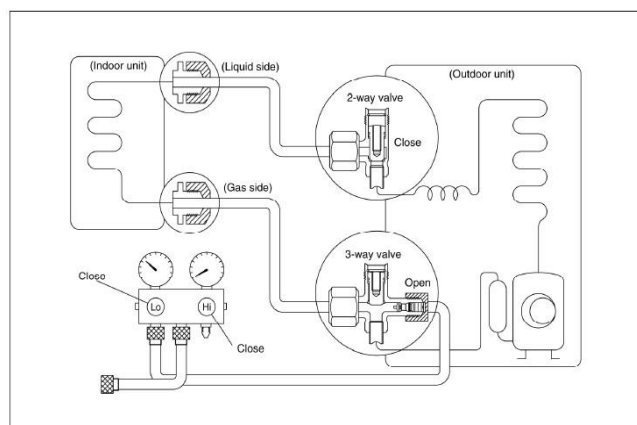 (Indoor unit)
(Liquid side)
(Outdoor unit)
2-way valve
Close
(Gas side)
3-way valve
Open
Close
Lo
Hi
Close